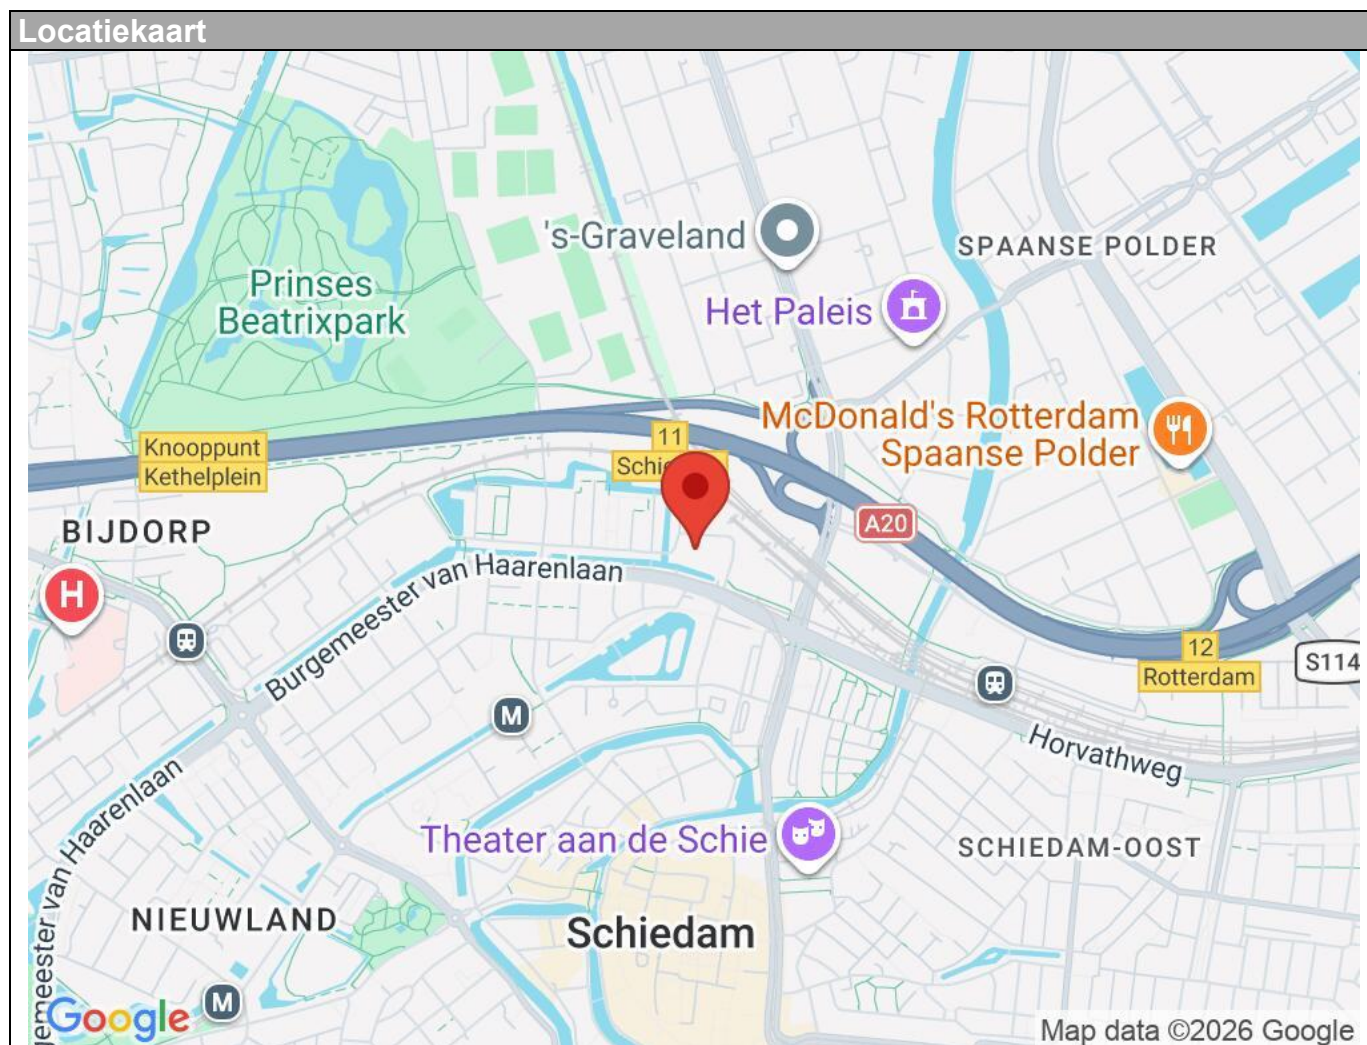 Locatiekaart
's-Graveland
SPAANSE POLDER
Prinses
Beatrixpark
Het Paleis
McDonald's Rotterdam
Spaanse Polder
11
Knooppunt
Kethelplein
A20
BIJDORP
H
Burgemeester van Haarenlaan
12
Rotterdam
S114
M
Horvathweg
Burgemeester van Haarenlaan
Theater aan de Schie
SCHIEDAM-OOST
NIEUWLAND
Schiedam
M
Google
Map data ©2026 Google